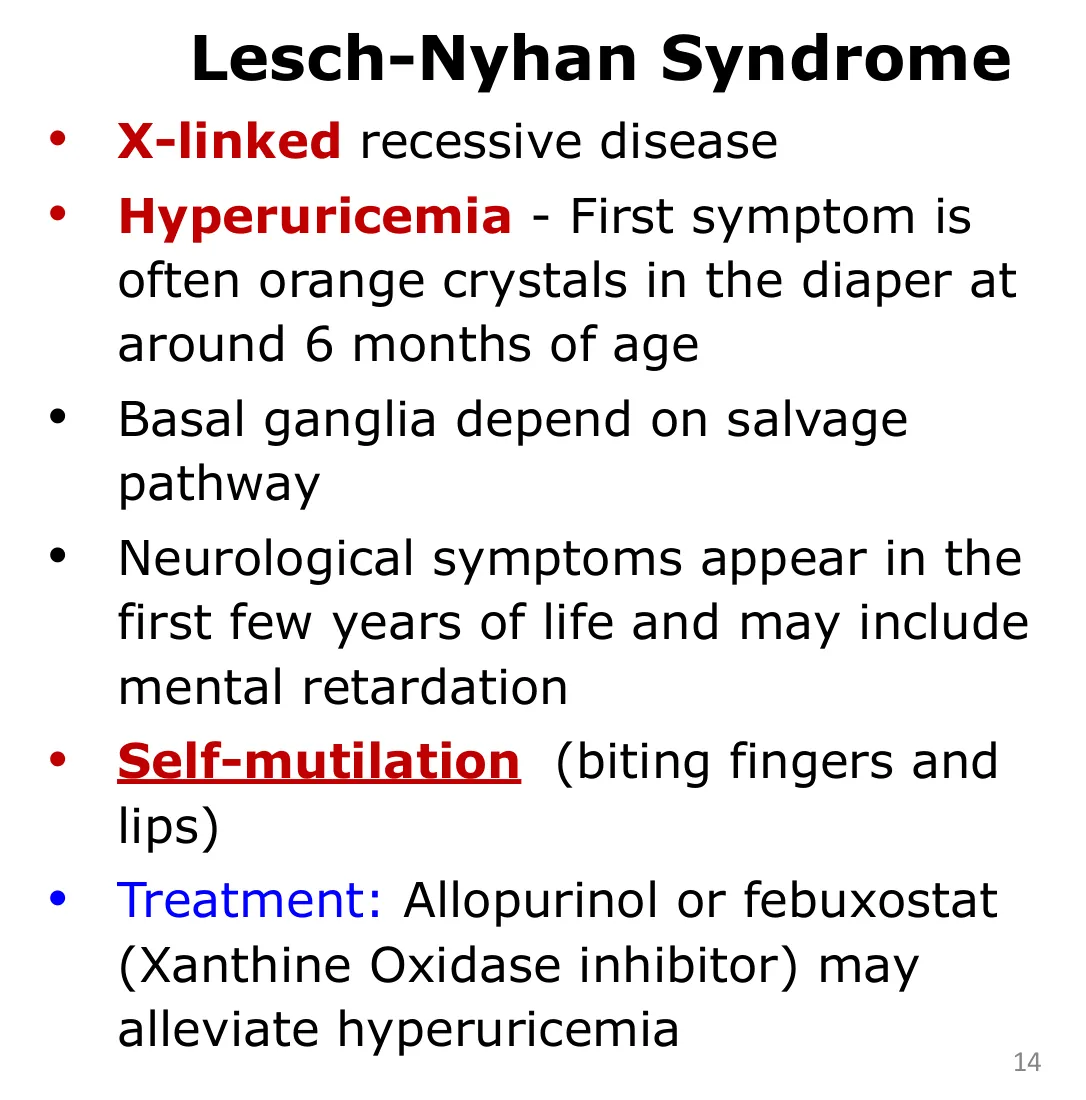 Lesch-Nyhan Syndrome
• X-linked recessive disease
• Hyperuricemia - First symptom is
often orange crystals in the diaper at
around 6 months of age
• Basal ganglia depend on salvage
pathway
• Neurological symptoms appear in the
first few years of life and may include
mental retardation
• Self-mutilation (biting fingers and
lips)
• Treatment: Allopurinol or febuxostat
(Xanthine Oxidase inhibitor) may
alleviate hyperuricemia
14